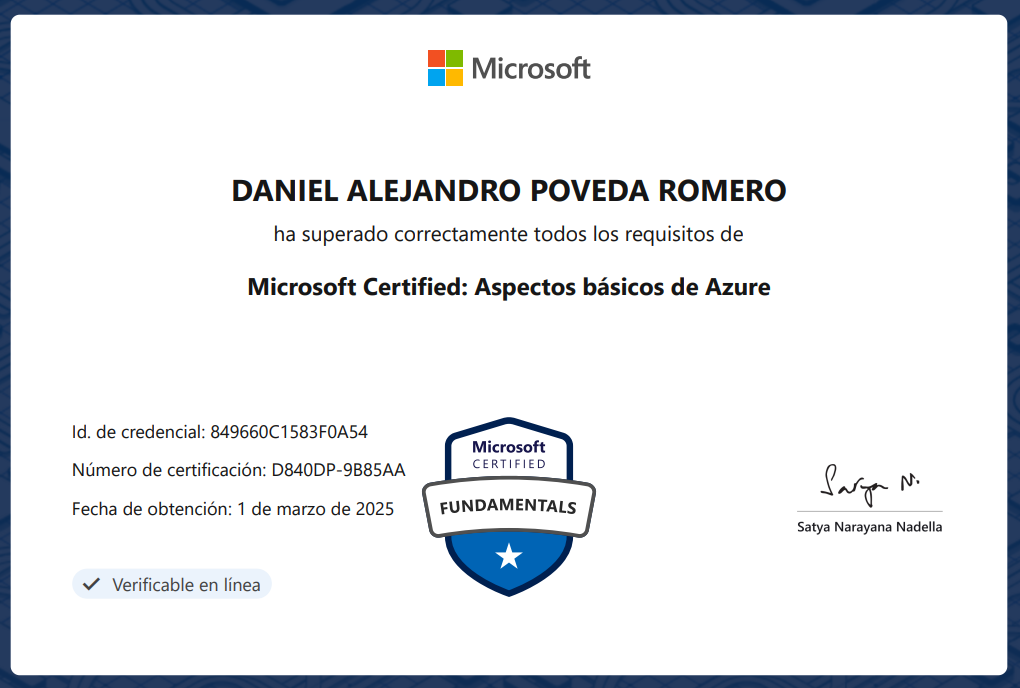 Microsoft
DANIEL ALEJANDRO POVEDA ROMERO
ha superado correctamente todos los requisitos de
Microsoft Certified: Aspectos básicos de Azure
Id. de credencial: 849660C1583F0A54
Número de certificación: D840DP-9B85AA
Fecha de obtención: 1 de marzo de 2025
Verificable en línea
Microsoft
CERTIFIED
FUNDAMENTALS
Satya N.
Satya Narayana Nadella